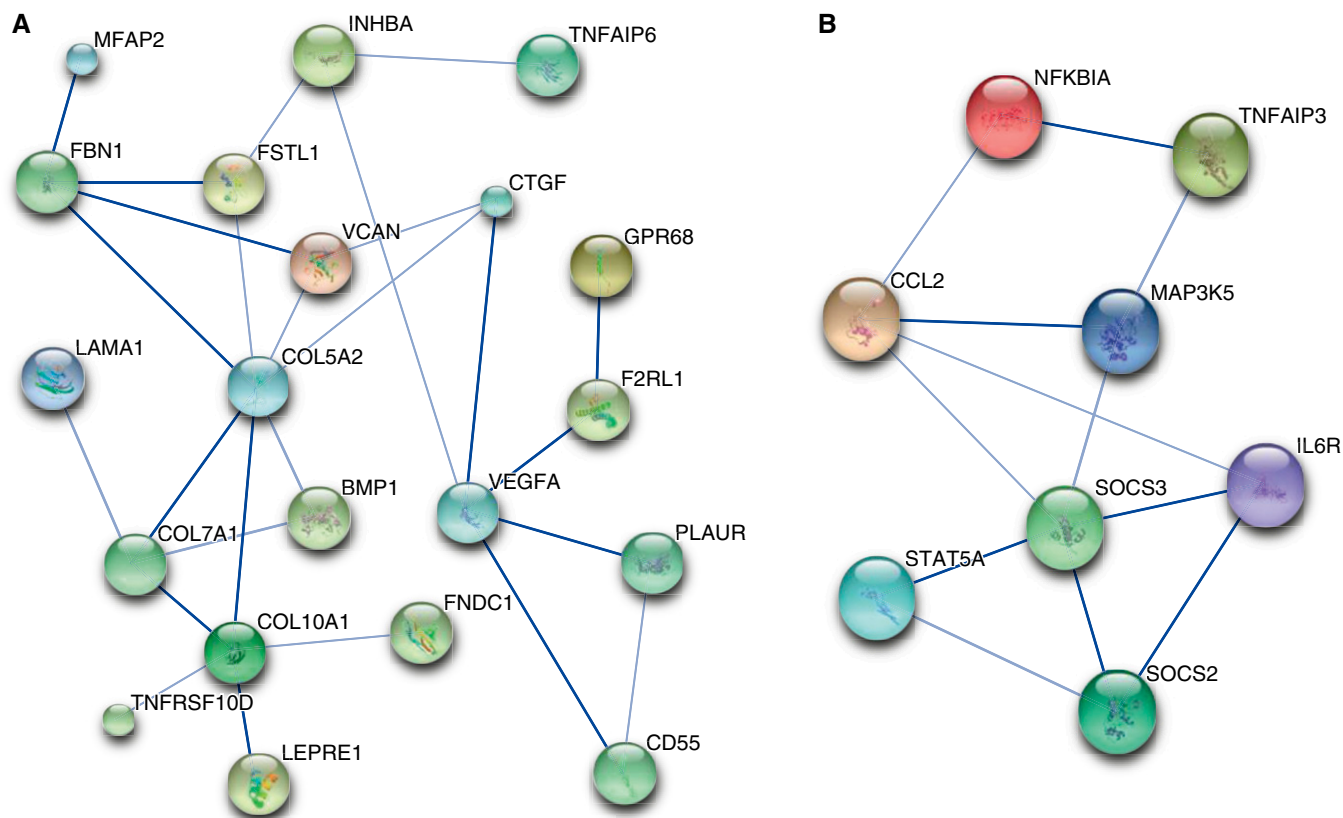 A
MFAP2
INHBA
TNFAIP6
FBN1
FSTL1
CTGF
VCAN
GPR68
LAMA1
COL5A2
F2RL1
BMP1
VEGFA
COL7A1
PLAUR
COL10A1
FNDC1
TNFRSF10D
LEPRE1
CD55
B
NFKBIA
TNFAIP3
CCL2
MAP3K5
IL6R
SOCS3
STAT5A
SOCS2